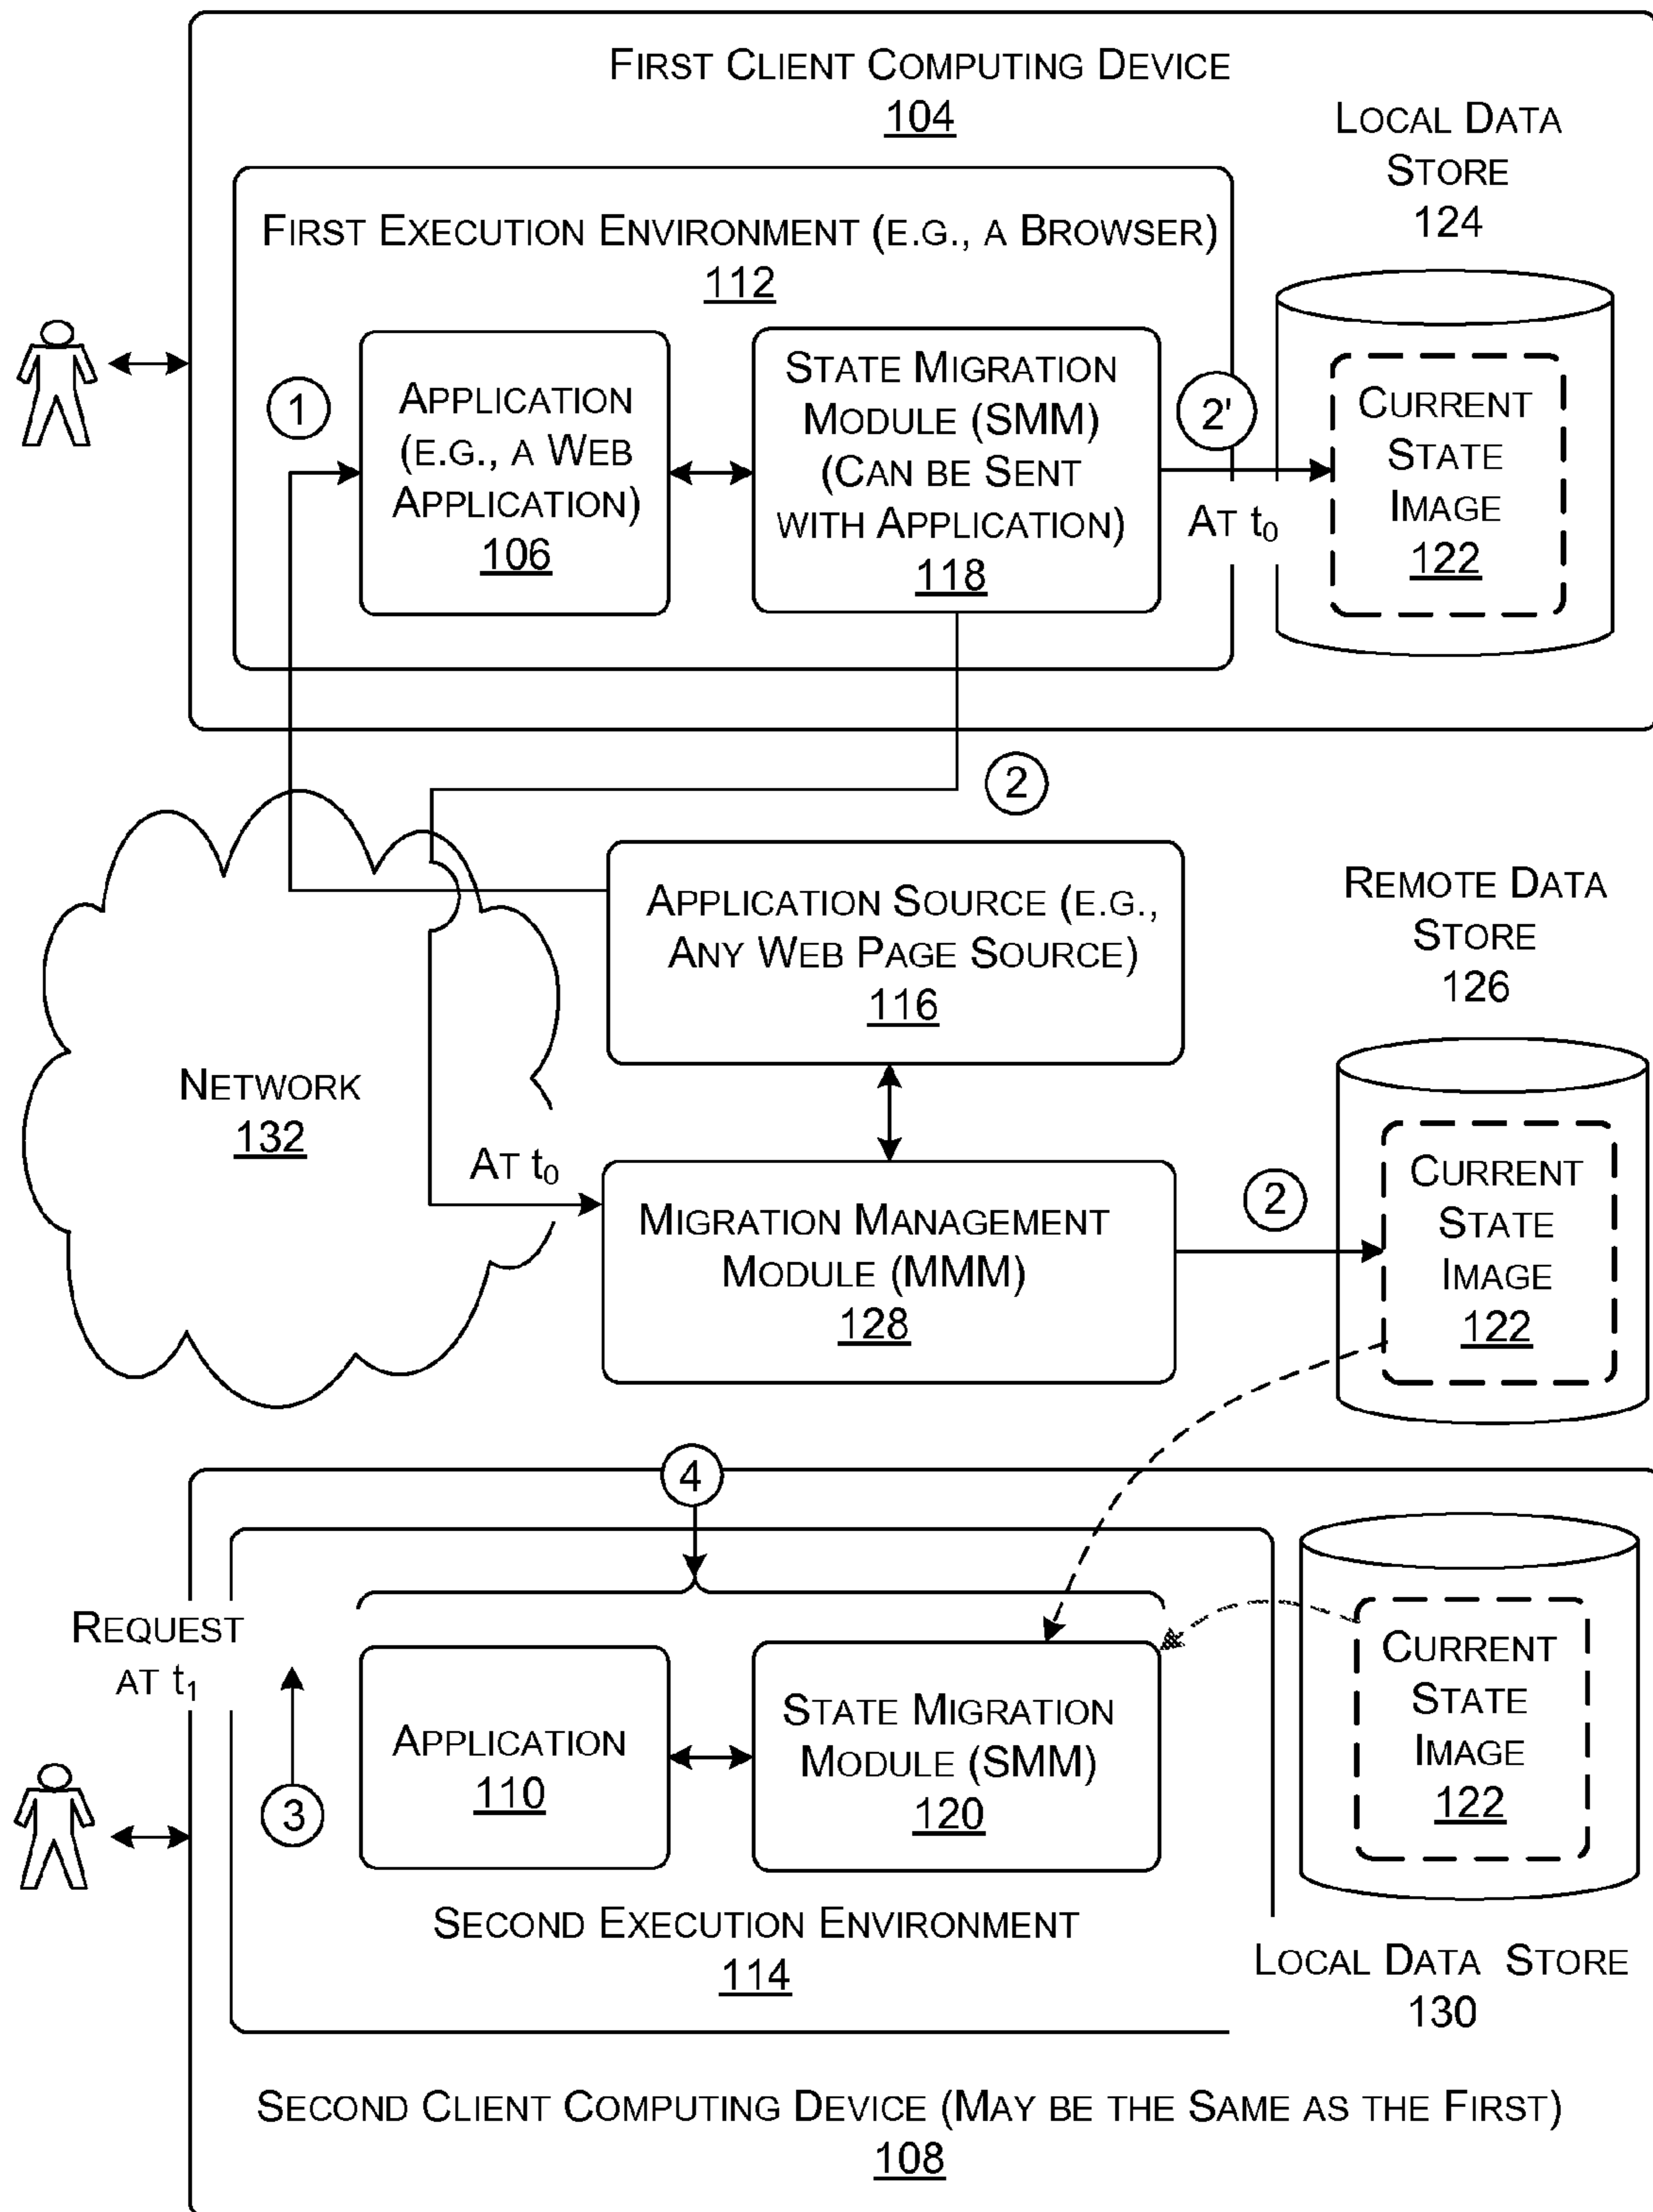 FIRST CLIENT COMPUTING DEVICE
104
LOCAL DATA
STORE
124
FIRST EXECUTION ENVIRONMENT (E.G., A BROWSER)
112
1
APPLICATION
(E.G., A WEB
APPLICATION)
106
STATE MIGRATION
MODULE (SMM)
(CAN BE SENT
WITH APPLICATION)
118
2'
AT t0
CURRENT
STATE
IMAGE
122
2
APPLICATION SOURCE (E.G.,
ANY WEB PAGE SOURCE)
116
REMOTE DATA
STORE
126
NETWORK
132
AT t0
MIGRATION MANAGEMENT
MODULE (MMM)
128
2
CURRENT
STATE
IMAGE
122
4
REQUEST
AT t1
3
APPLICATION
110
STATE MIGRATION
MODULE (SMM)
120
CURRENT
STATE
IMAGE
122
SECOND EXECUTION ENVIRONMENT
114
LOCAL DATA STORE
130
SECOND CLIENT COMPUTING DEVICE (MAY BE THE SAME AS THE FIRST)
108